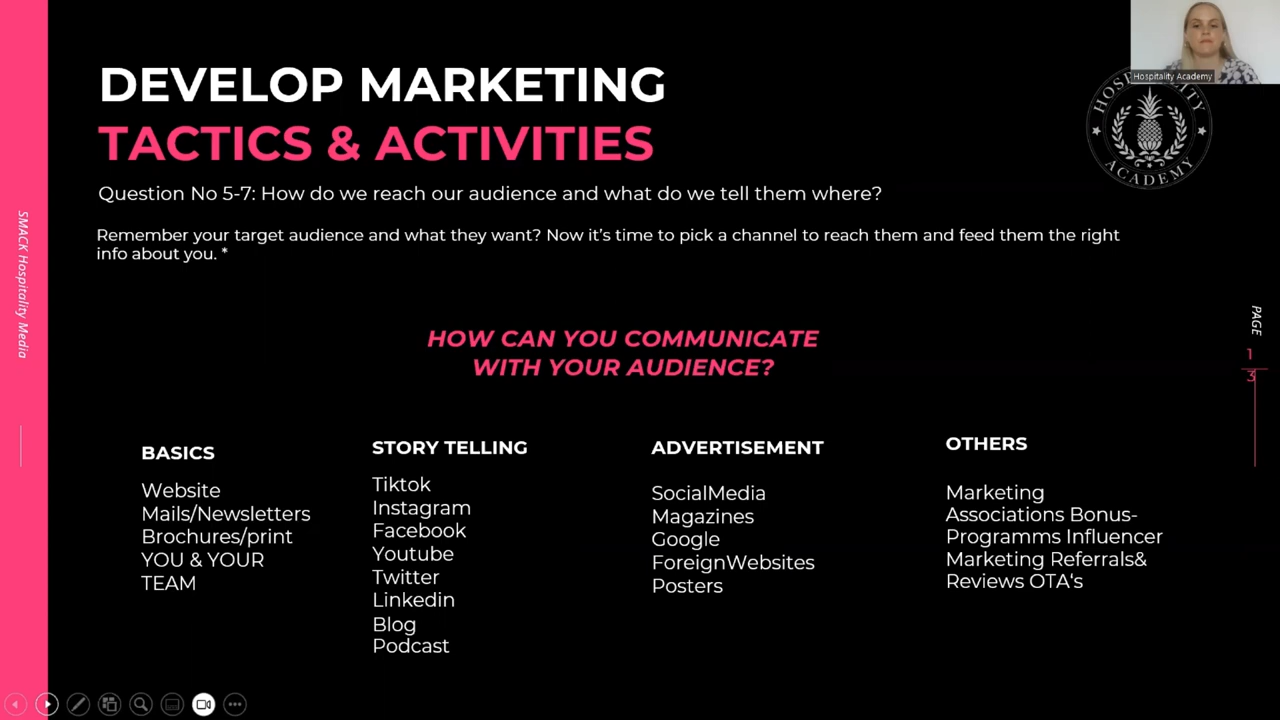 Hospitality Academy
HOSPITALITY
ACADEMY
DEVELOP MARKETING
TACTICS & ACTIVITIES
Question No 5-7: How do we reach our audience and what do we tell them where?
Remember your target audience and what they want? Now it’s time to pick a channel to reach them and feed them the right
info about you. *
SMACK Hospitality Media
PAGE
1
3
HOW CAN YOU COMMUNICATE
WITH YOUR AUDIENCE?
BASICS
Website
Mails/Newsletters
Brochures/print
YOU & YOUR
TEAM
STORY TELLING
Tiktok
Instagram
Facebook
Youtube
Twitter
Linkedin
Blog
Podcast
ADVERTISEMENT
SocialMedia
Magazines
Google
ForeignWebsites
Posters
OTHERS
Marketing
Associations Bonus-
Programms Influencer
Marketing Referrals&
Reviews OTA‘s